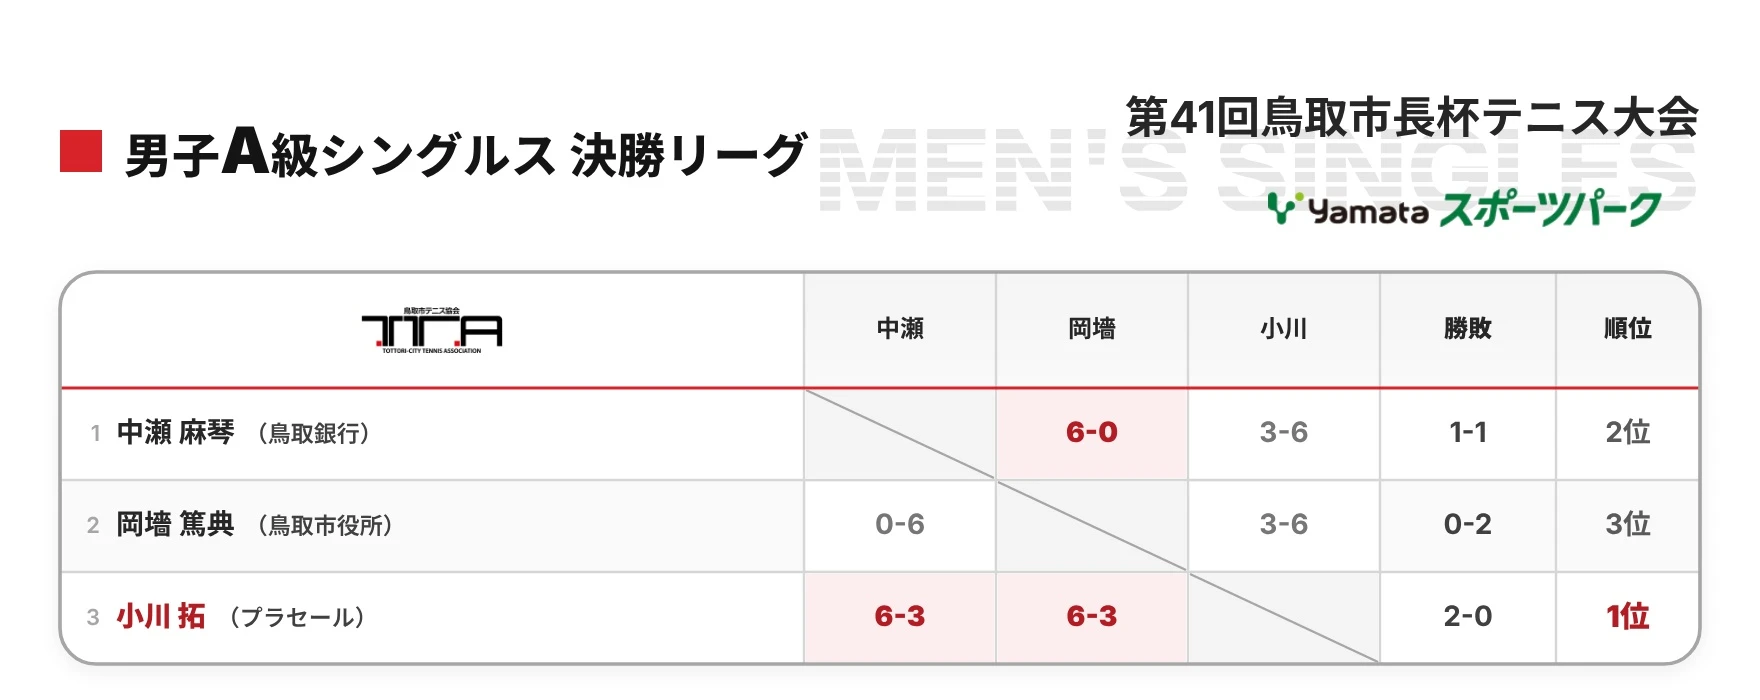 第41回鳥取市長杯テニス大会
男子A級シングルス 決勝リーグ
MEN'S SINGLES
Yamata スポーツパーク
鳥取市テニス協会
TTCA
TOTTORI-CITY TENNIS ASSOCIATION
中瀬 岡墻 小川 勝敗 順位
1 中瀬 麻琴 （鳥取銀行） 6-0 3-6 1-1 2位
2 岡墻 篤典 （鳥取市役所） 0-6 3-6 0-2 3位
3 小川 拓 （プラセール） 6-3 6-3 2-0 1位